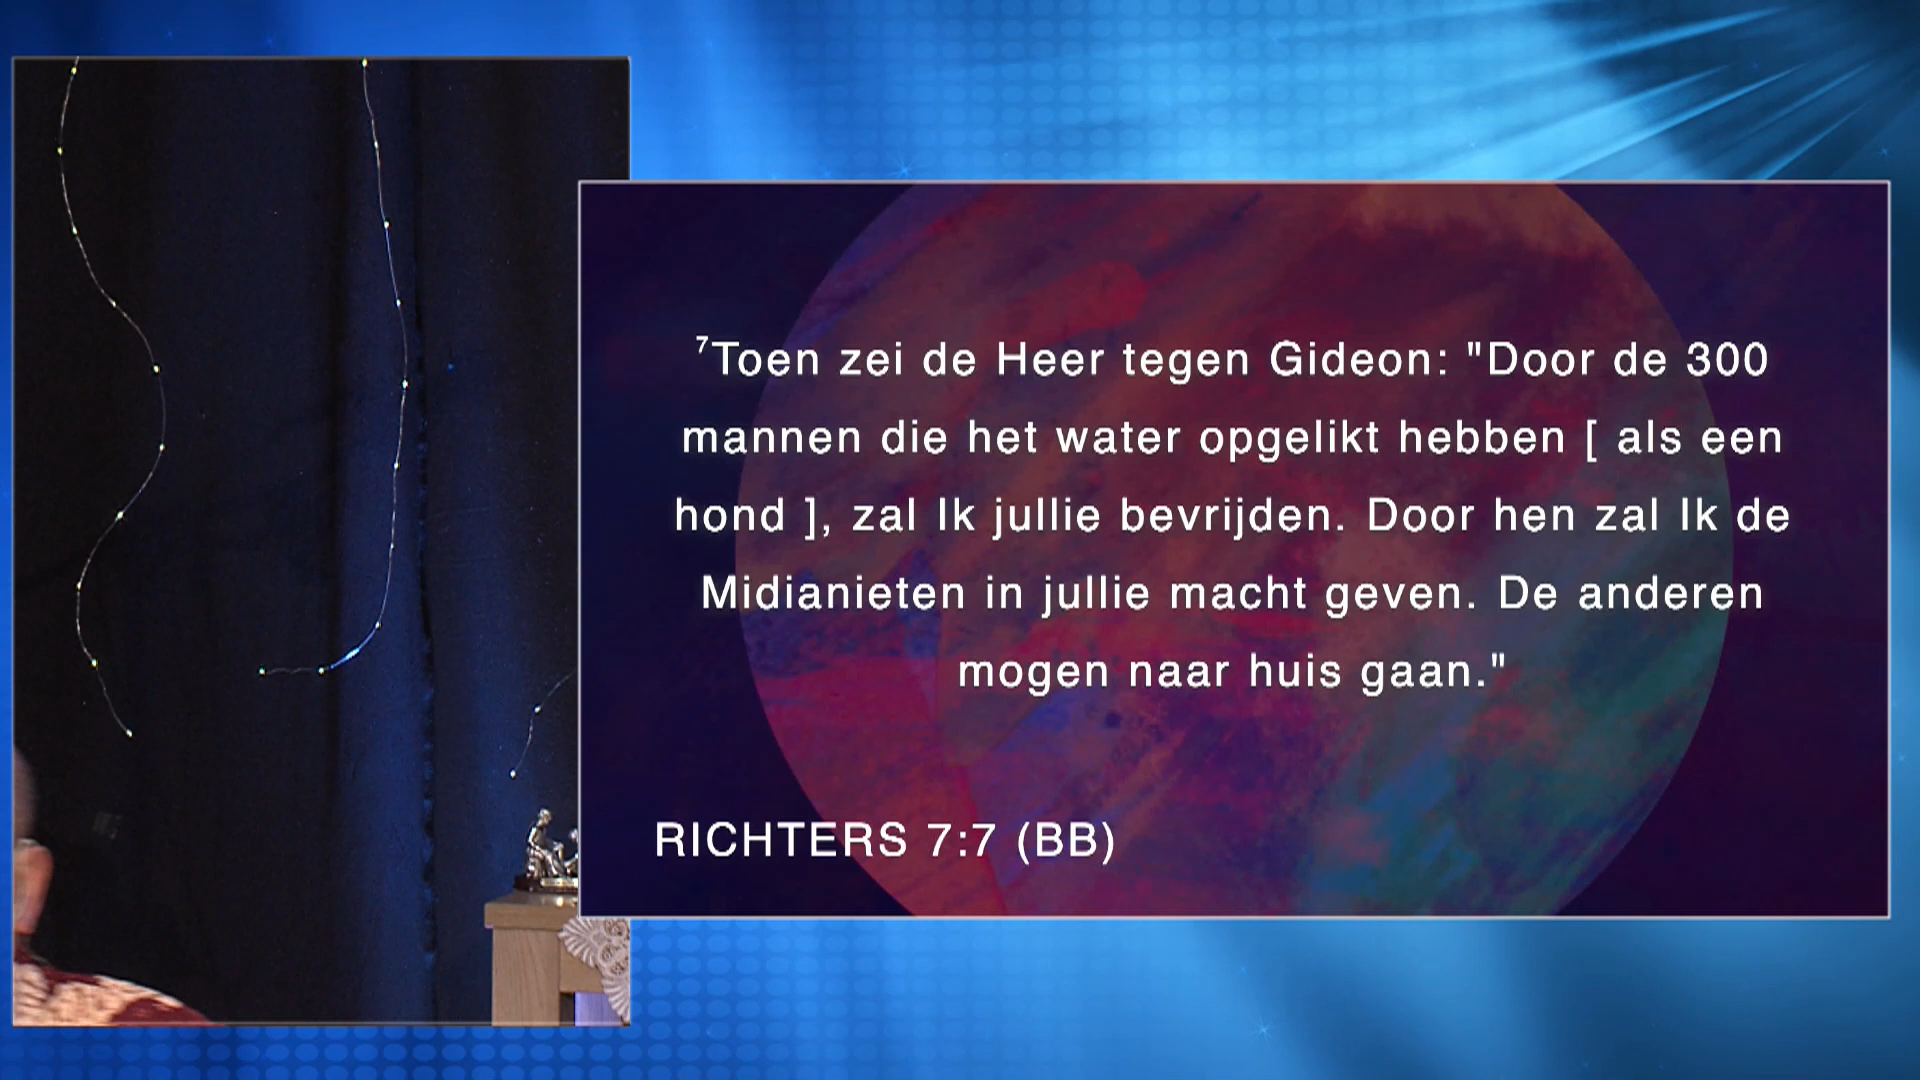 ⁷Toen zei de Heer tegen Gideon: "Door de 300
mannen die het water opgelikt hebben [ als een
hond ], zal Ik jullie bevrijden. Door hen zal Ik de
Midianieten in jullie macht geven. De anderen
mogen naar huis gaan."
RICHTERS 7:7 (BB)